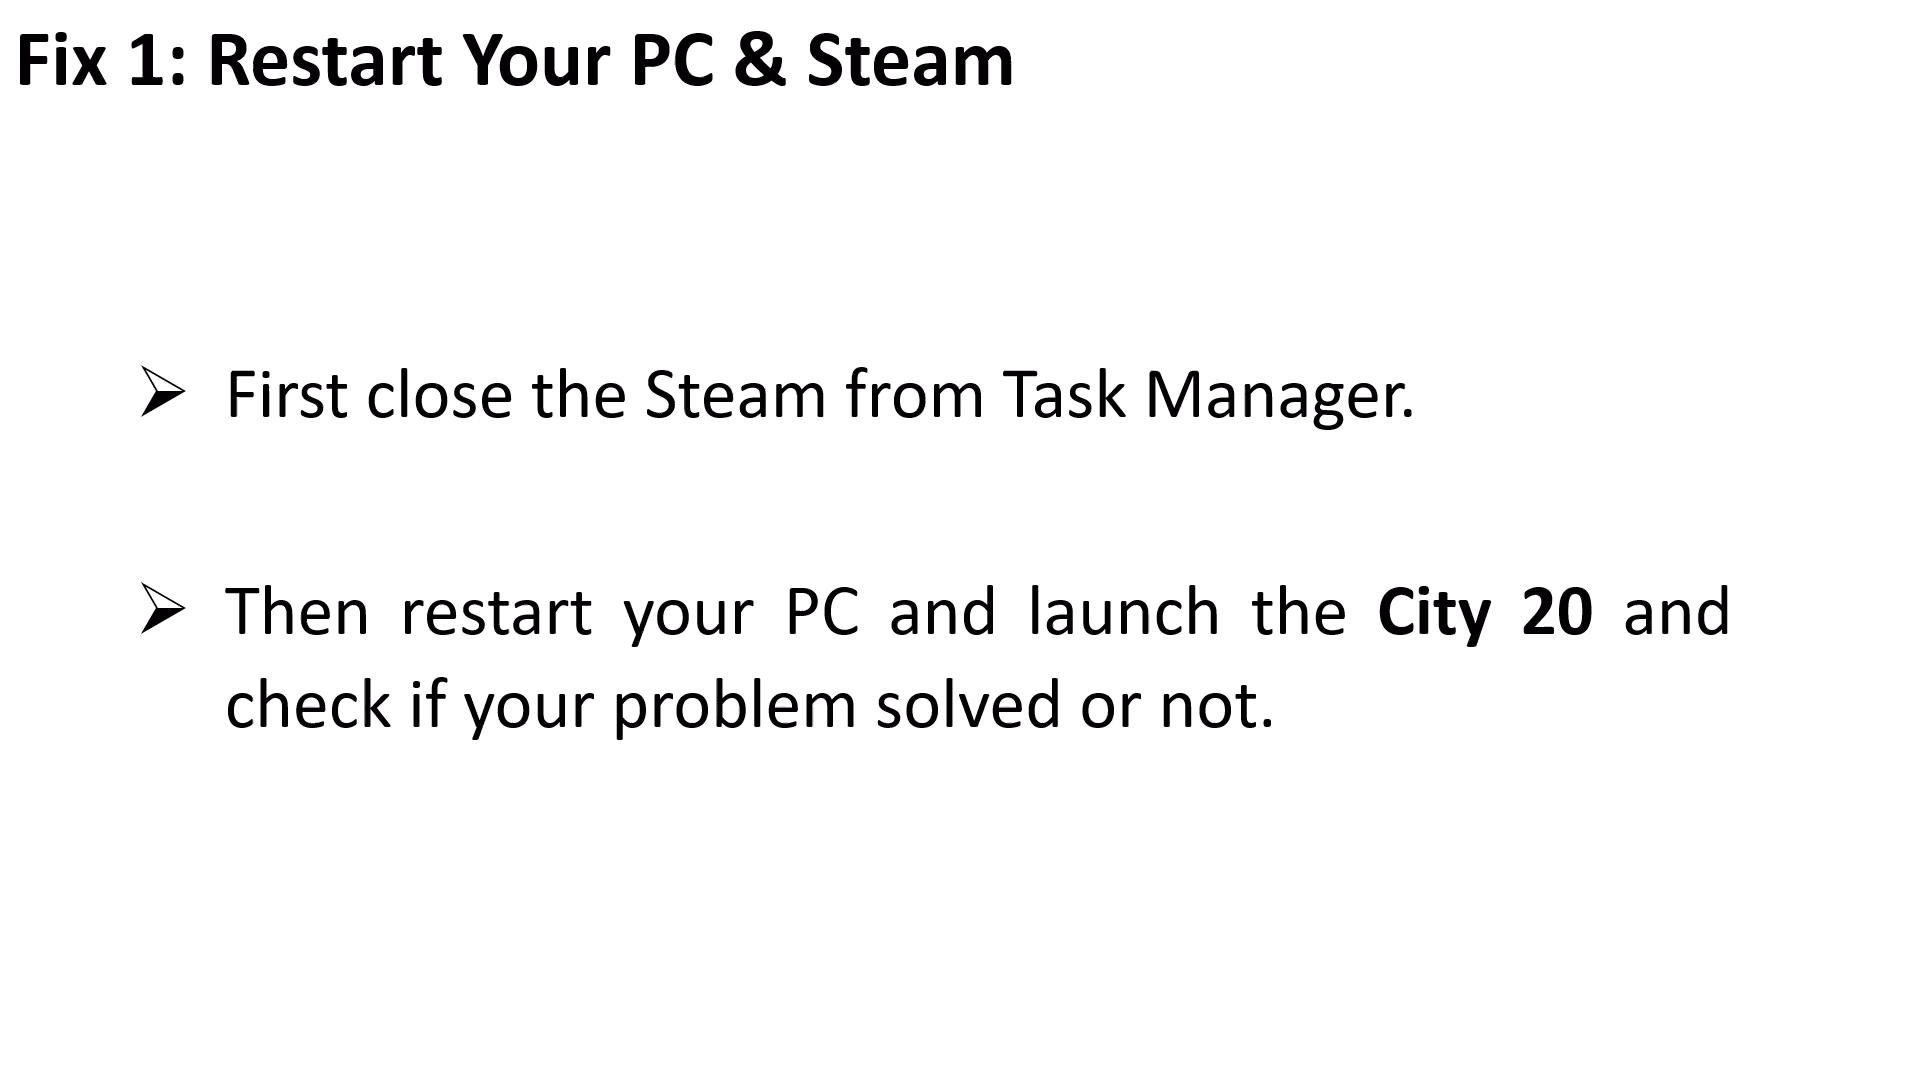 Fix 1: Restart Your PC & Steam
First close the Steam from Task Manager.
Then restart your PC and launch the City 20 and
check if your problem solved or not.